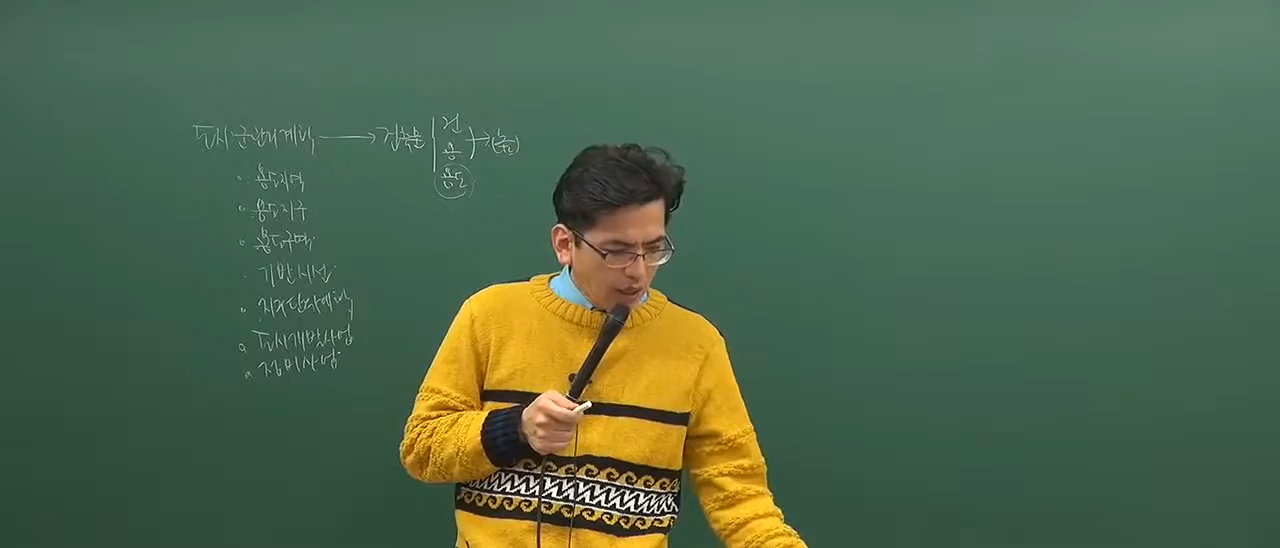 도시·군관리계획 → 건축물 건 용 용도 → (높)
용도지역
용도지구
용도구역
기반시설
지구단위계획
도시개발사업
정비사업